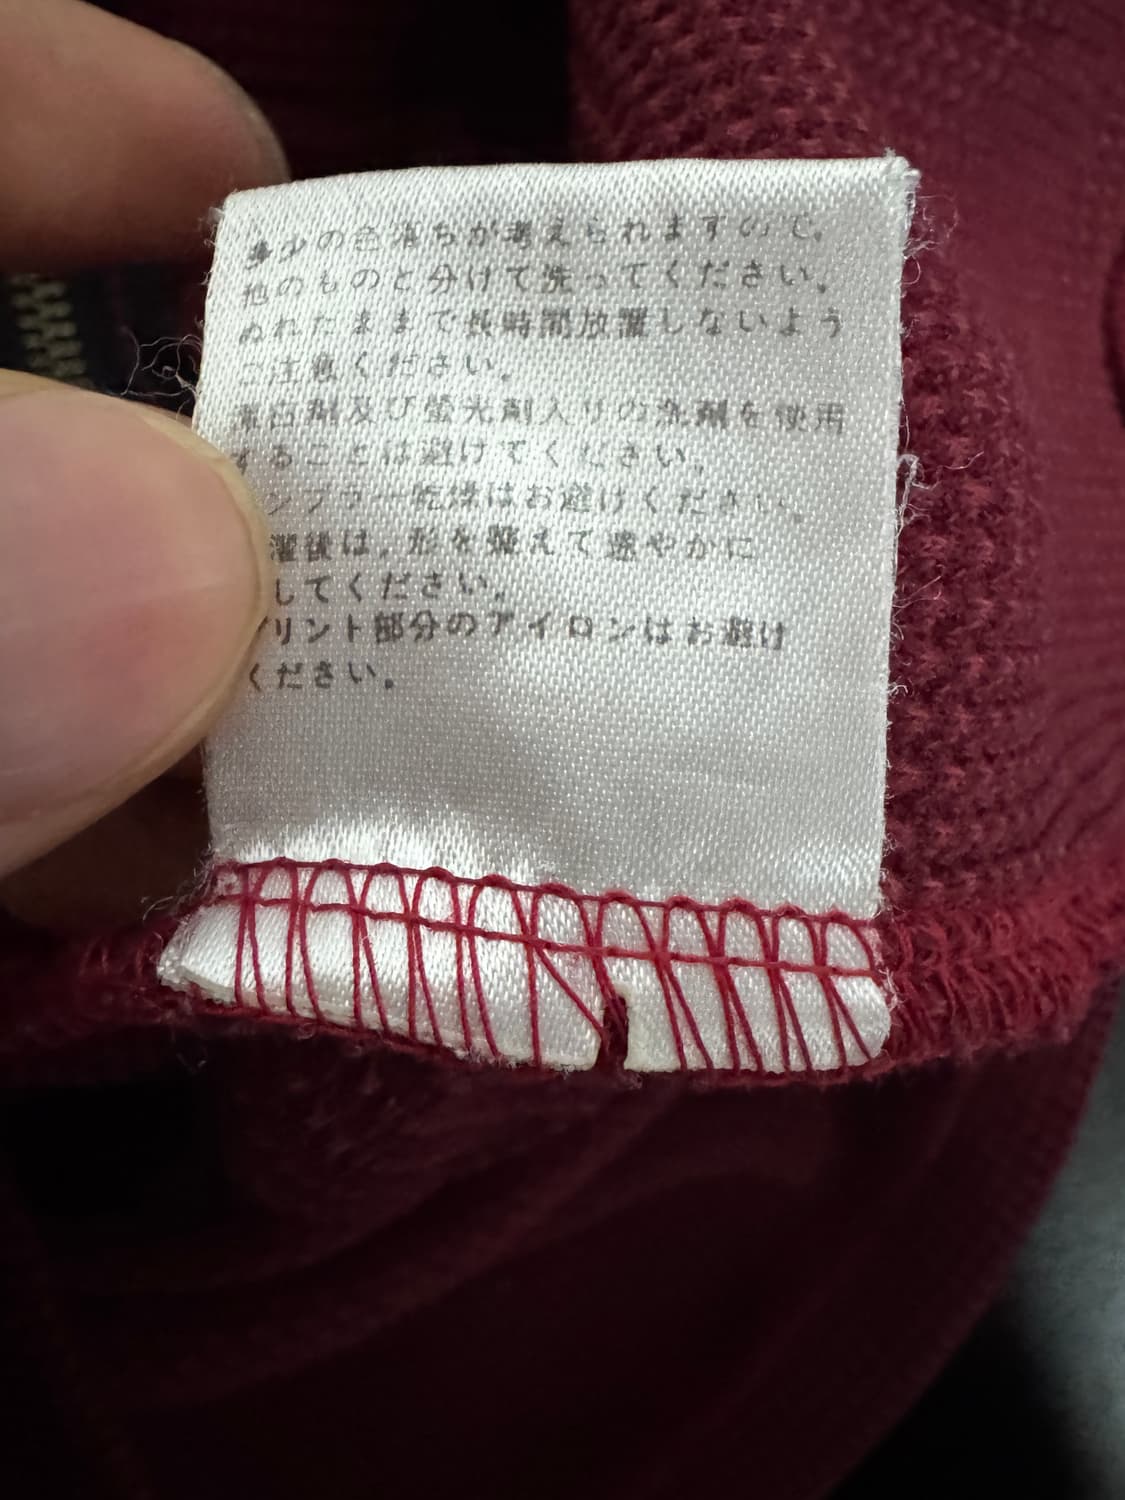 多少の色落ちが考えられますので、
他のものと分けて洗ってください。
ぬれたままで長時間放置しないよう
ご注意ください。
漂白剤及び蛍光剤入りの洗剤を使用
することは避けてください。
ンブラー乾燥はお避けください。
濯後は、形を整えて速やかに
してください。
プリント部分のアイロンはお避け
ください。